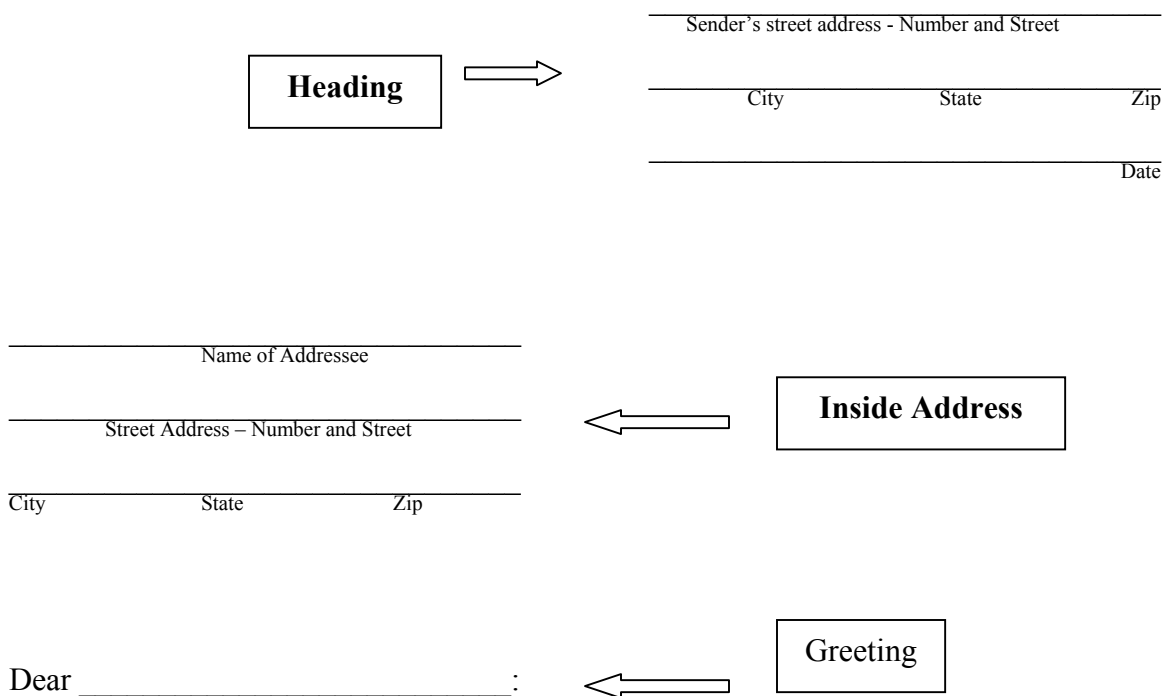 Sender’s street address - Number and Street
Heading
City State Zip
Date
Name of Addressee
Inside Address
Street Address – Number and Street
City State Zip
Greeting
Dear ___________________________: